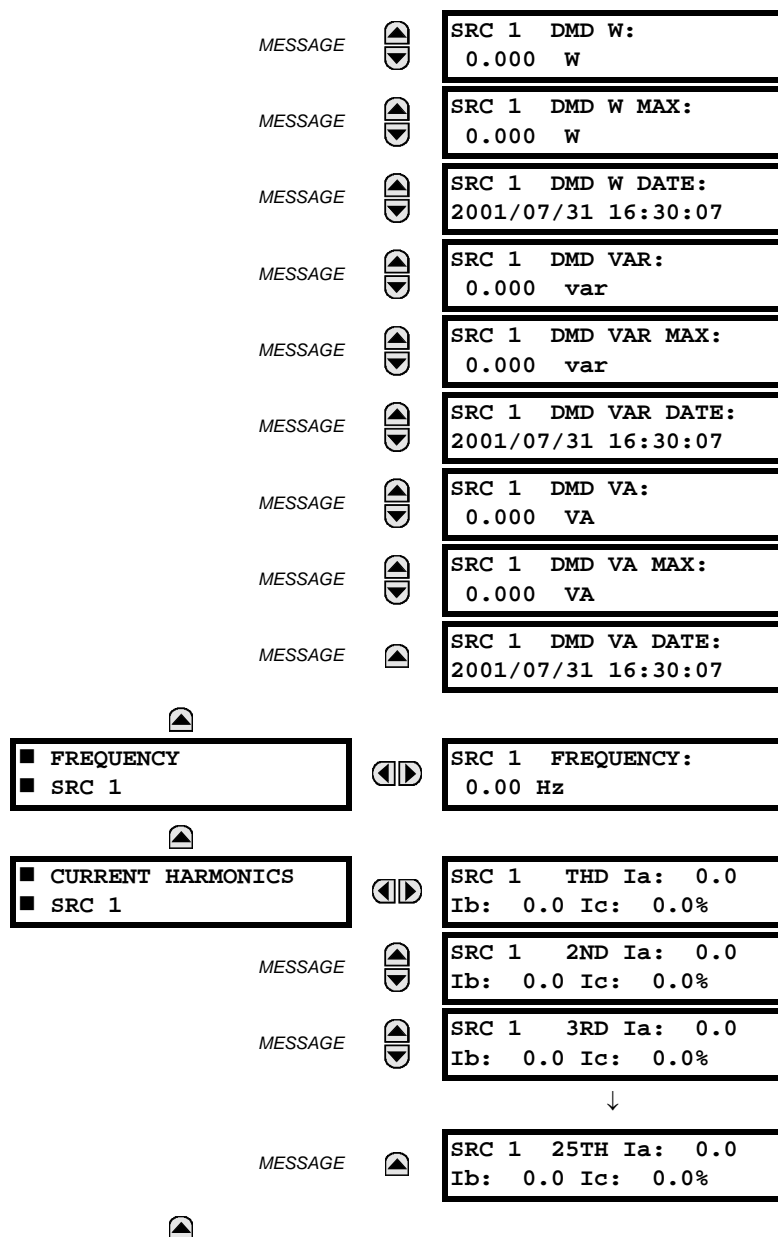 MESSAGE
SRC 1 DMD W:
0.000 W
MESSAGE
SRC 1 DMD W MAX:
0.000 W
MESSAGE
SRC 1 DMD W DATE:
2001/07/31 16:30:07
MESSAGE
SRC 1 DMD VAR:
0.000 var
MESSAGE
SRC 1 DMD VAR MAX:
0.000 var
MESSAGE
SRC 1 DMD VAR DATE:
2001/07/31 16:30:07
MESSAGE
SRC 1 DMD VA:
0.000 VA
MESSAGE
SRC 1 DMD VA MAX:
0.000 VA
MESSAGE
SRC 1 DMD VA DATE:
2001/07/31 16:30:07
■ FREQUENCY
■ SRC 1
SRC 1 FREQUENCY:
0.00 Hz
■ CURRENT HARMONICS
■ SRC 1
SRC 1 THD Ia: 0.0
Ib: 0.0 Ic: 0.0%
MESSAGE
SRC 1 2ND Ia: 0.0
Ib: 0.0 Ic: 0.0%
MESSAGE
SRC 1 3RD Ia: 0.0
Ib: 0.0 Ic: 0.0%
↓
MESSAGE
SRC 1 25TH Ia: 0.0
Ib: 0.0 Ic: 0.0%